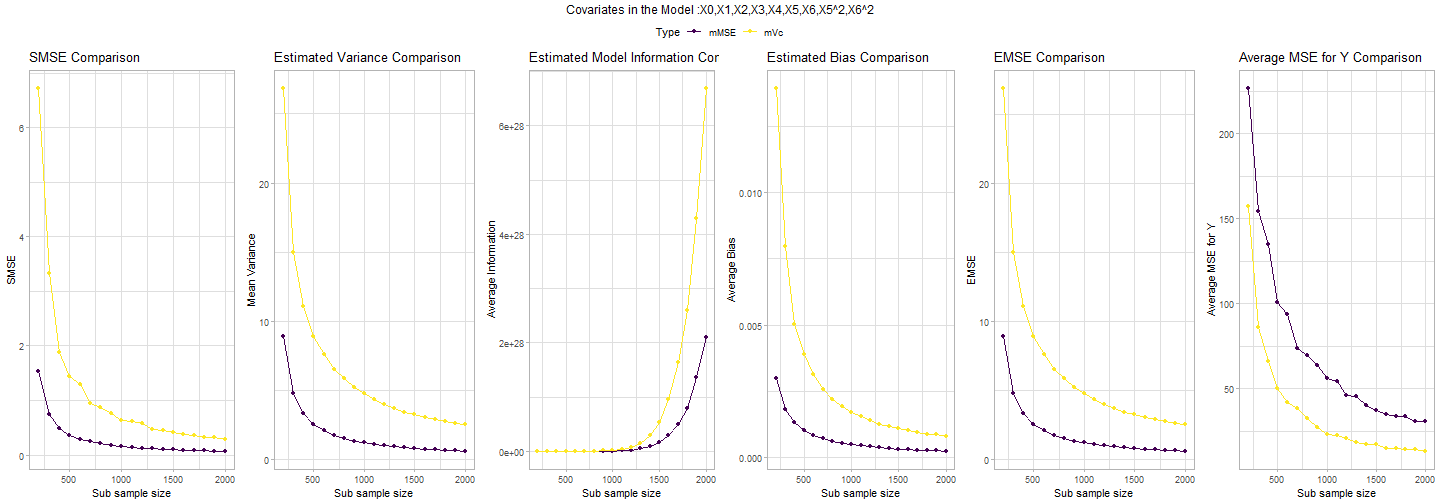 Covariates in the Model :X0,X1,X2,X3,X4,X5,X6,X5^2,X6^2
Type mMSE mVc
SMSE Comparison
SMSE
6
4
2
0
500 1000 1500 2000
Sub sample size
Estimated Variance Comparison
Mean Variance
20
10
0
500 1000 1500 2000
Sub sample size
Estimated Model Information Cor
Average Information
6e+28
4e+28
2e+28
0e+00
500 1000 1500 2000
Sub sample size
Estimated Bias Comparison
Average Bias
0.010
0.005
0.000
500 1000 1500 2000
Sub sample size
EMSE Comparison
EMSE
20
10
0
500 1000 1500 2000
Sub sample size
Average MSE for Y Comparison
Average MSE for Y
200
150
100
50
500 1000 1500 2000
Sub sample size